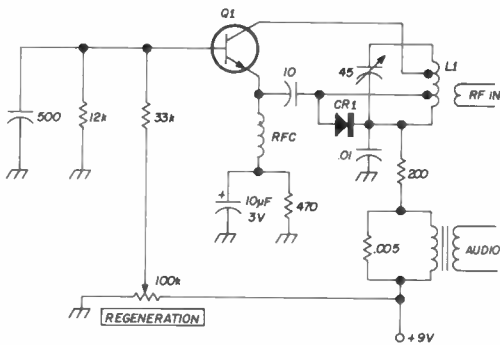 Q1
10
45
L1
RF IN
CR1
500
12k
33k
RFC
.01
200
+
10µF
3V
470
.005
AUDIO
100k
REGENERATION
+9V